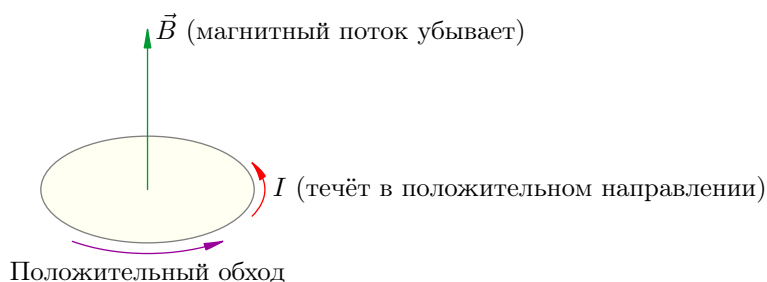 B⃗ (магнитный поток убывает)
I (течёт в положительном направлении)
Положительный обход